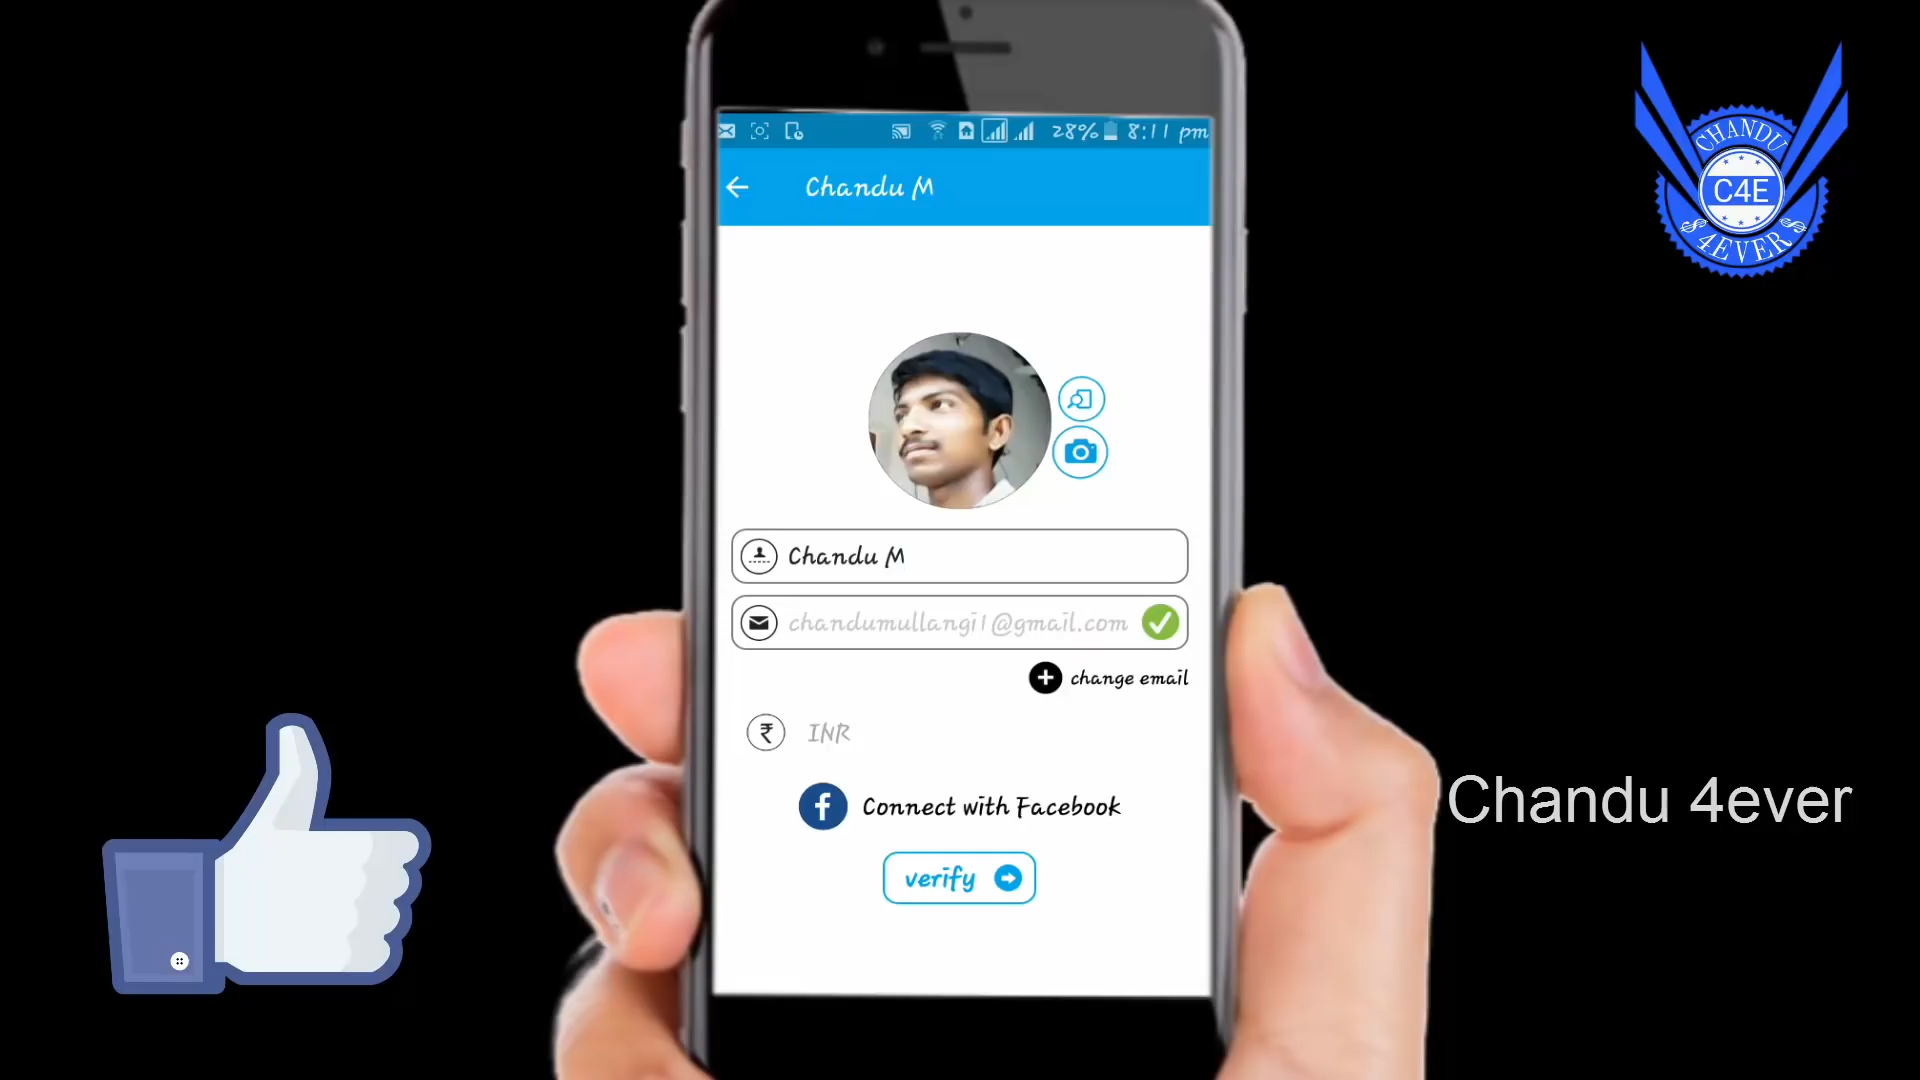 28% 8:11 pm
Chandu M
Chandu M
chandumullangi1@gmail.com
change email
₹ INR
f Connect with Facebook
verify
CHANDU
C4E
$ 4EVER $
Chandu 4ever